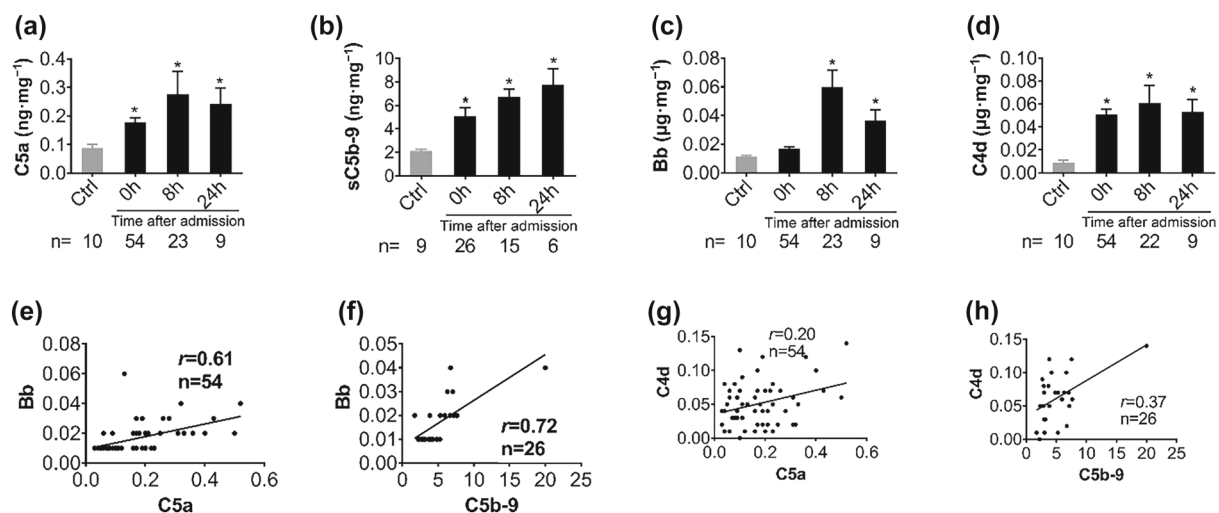 (a)
C5a (ng·mg⁻¹)
0.4
0.3
0.2
0.1
0.0
*
*
*
Ctrl
0h
8h
24h
Time after admission
n= 10 54 23 9
(b)
sC5b-9 (ng·mg⁻¹)
10
8
6
4
2
0
*
*
*
Ctrl
0h
8h
24h
Time after admission
n= 9 26 15 6
(c)
Bb (µg·mg⁻¹)
0.08
0.06
0.04
0.02
0.00
*
*
Ctrl
0h
8h
24h
Time after admission
n= 10 54 23 9
(d)
C4d (µg·mg⁻¹)
0.10
0.08
0.06
0.04
0.02
0.00
*
*
*
Ctrl
0h
8h
24h
Time after admission
n= 10 54 22 9
(e)
Bb
0.08
0.06
0.04
0.02
0.00
r=0.61
n=54
0.0 0.2 0.4 0.6
C5a
(f)
Bb
0.05
0.04
0.03
0.02
0.01
0.00
r=0.72
n=26
0 5 10 15 20 25
C5b-9
(g)
C4d
0.15
0.10
0.05
0.00
r=0.20
n=54
0.0 0.2 0.4 0.6
C5a
(h)
C4d
0.15
0.10
0.05
0.00
r=0.37
n=26
0 5 10 15 20 25
C5b-9